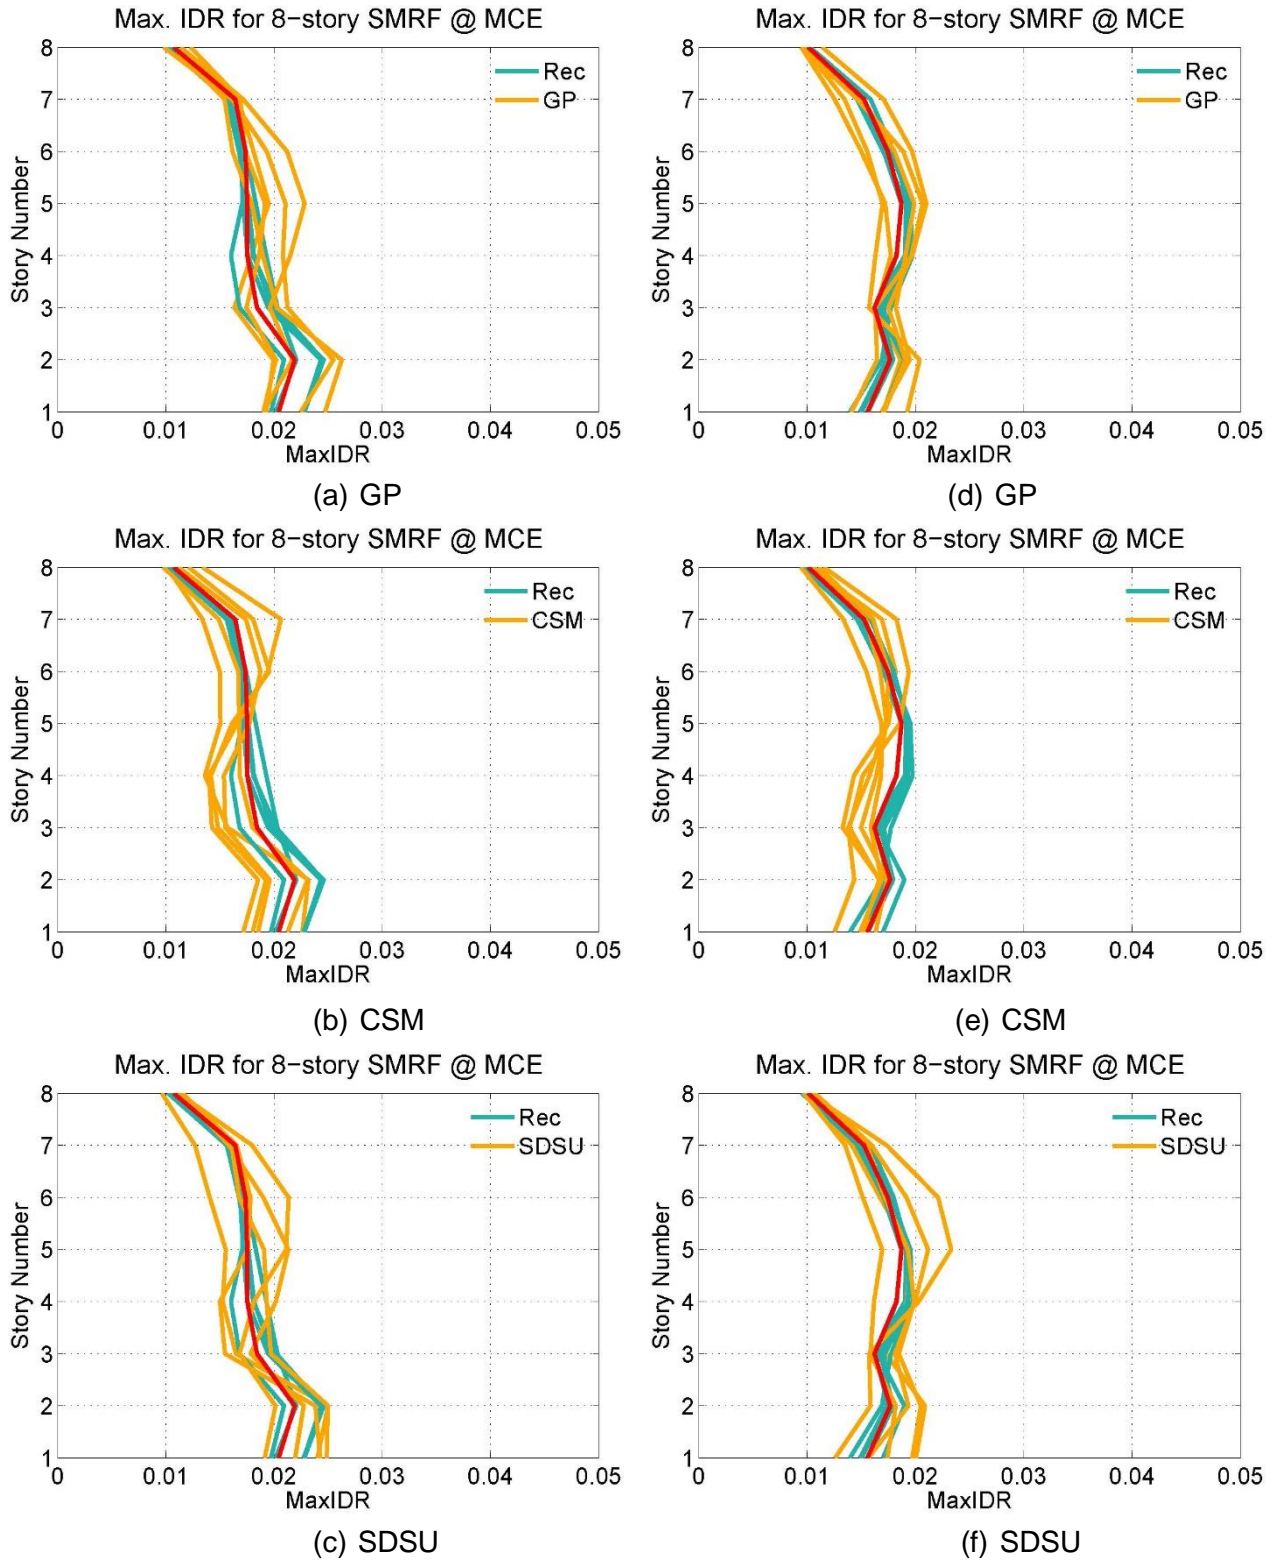 Max. IDR for 8−story SMRF @ MCE
8
7
6
5
4
3
2
1
Story Number
Rec
GP
0 0.01 0.02 0.03 0.04 0.05
MaxIDR
(a) GP
Max. IDR for 8−story SMRF @ MCE
8
7
6
5
4
3
2
1
Story Number
Rec
GP
0 0.01 0.02 0.03 0.04 0.05
MaxIDR
(d) GP
Max. IDR for 8−story SMRF @ MCE
8
7
6
5
4
3
2
1
Story Number
Rec
CSM
0 0.01 0.02 0.03 0.04 0.05
MaxIDR
(b) CSM
Max. IDR for 8−story SMRF @ MCE
8
7
6
5
4
3
2
1
Story Number
Rec
CSM
0 0.01 0.02 0.03 0.04 0.05
MaxIDR
(e) CSM
Max. IDR for 8−story SMRF @ MCE
8
7
6
5
4
3
2
1
Story Number
Rec
SDSU
0 0.01 0.02 0.03 0.04 0.05
MaxIDR
(c) SDSU
Max. IDR for 8−story SMRF @ MCE
8
7
6
5
4
3
2
1
Story Number
Rec
SDSU
0 0.01 0.02 0.03 0.04 0.05
MaxIDR
(f) SDSU